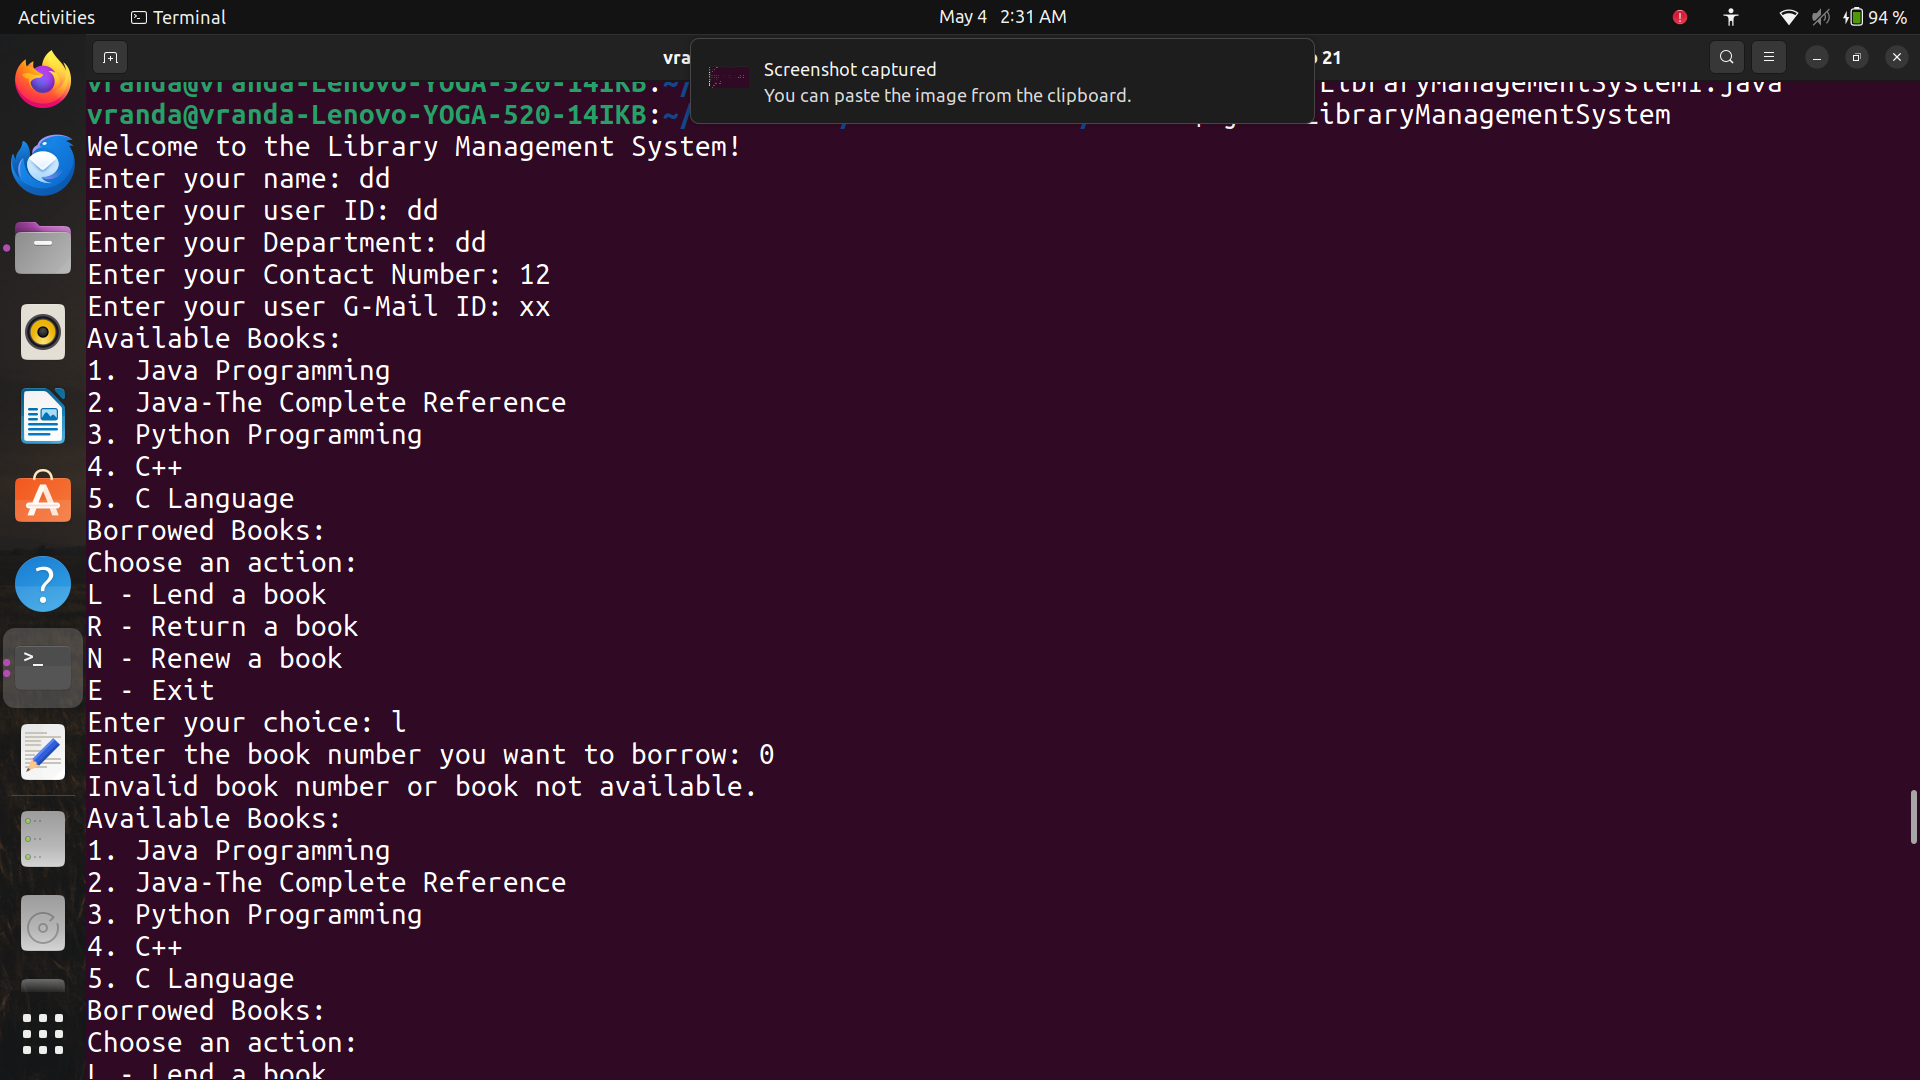 Activities Terminal May 4 2:31 AM 94 %
vra 21
Screenshot captured
You can paste the image from the clipboard.
vranda@vranda-Lenovo-YOGA-520-14IKB:~/ LibraryManagementSystem1.java
vranda@vranda-Lenovo-YOGA-520-14IKB:~/ LibraryManagementSystem
Welcome to the Library Management System!
Enter your name: dd
Enter your user ID: dd
Enter your Department: dd
Enter your Contact Number: 12
Enter your user G-Mail ID: xx
Available Books:
1. Java Programming
2. Java-The Complete Reference
3. Python Programming
4. C++
5. C Language
Borrowed Books:
Choose an action:
L - Lend a book
R - Return a book
N - Renew a book
E - Exit
Enter your choice: l
Enter the book number you want to borrow: 0
Invalid book number or book not available.
Available Books:
1. Java Programming
2. Java-The Complete Reference
3. Python Programming
4. C++
5. C Language
Borrowed Books:
Choose an action:
L - Lend a book